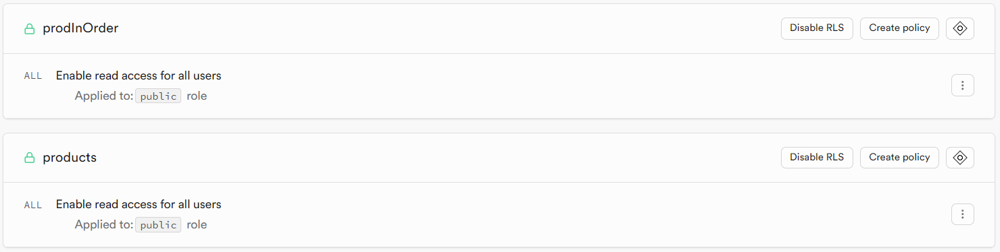 prodInOrder Disable RLS Create policy
ALL Enable read access for all users
Applied to: public role
products Disable RLS Create policy
ALL Enable read access for all users
Applied to: public role